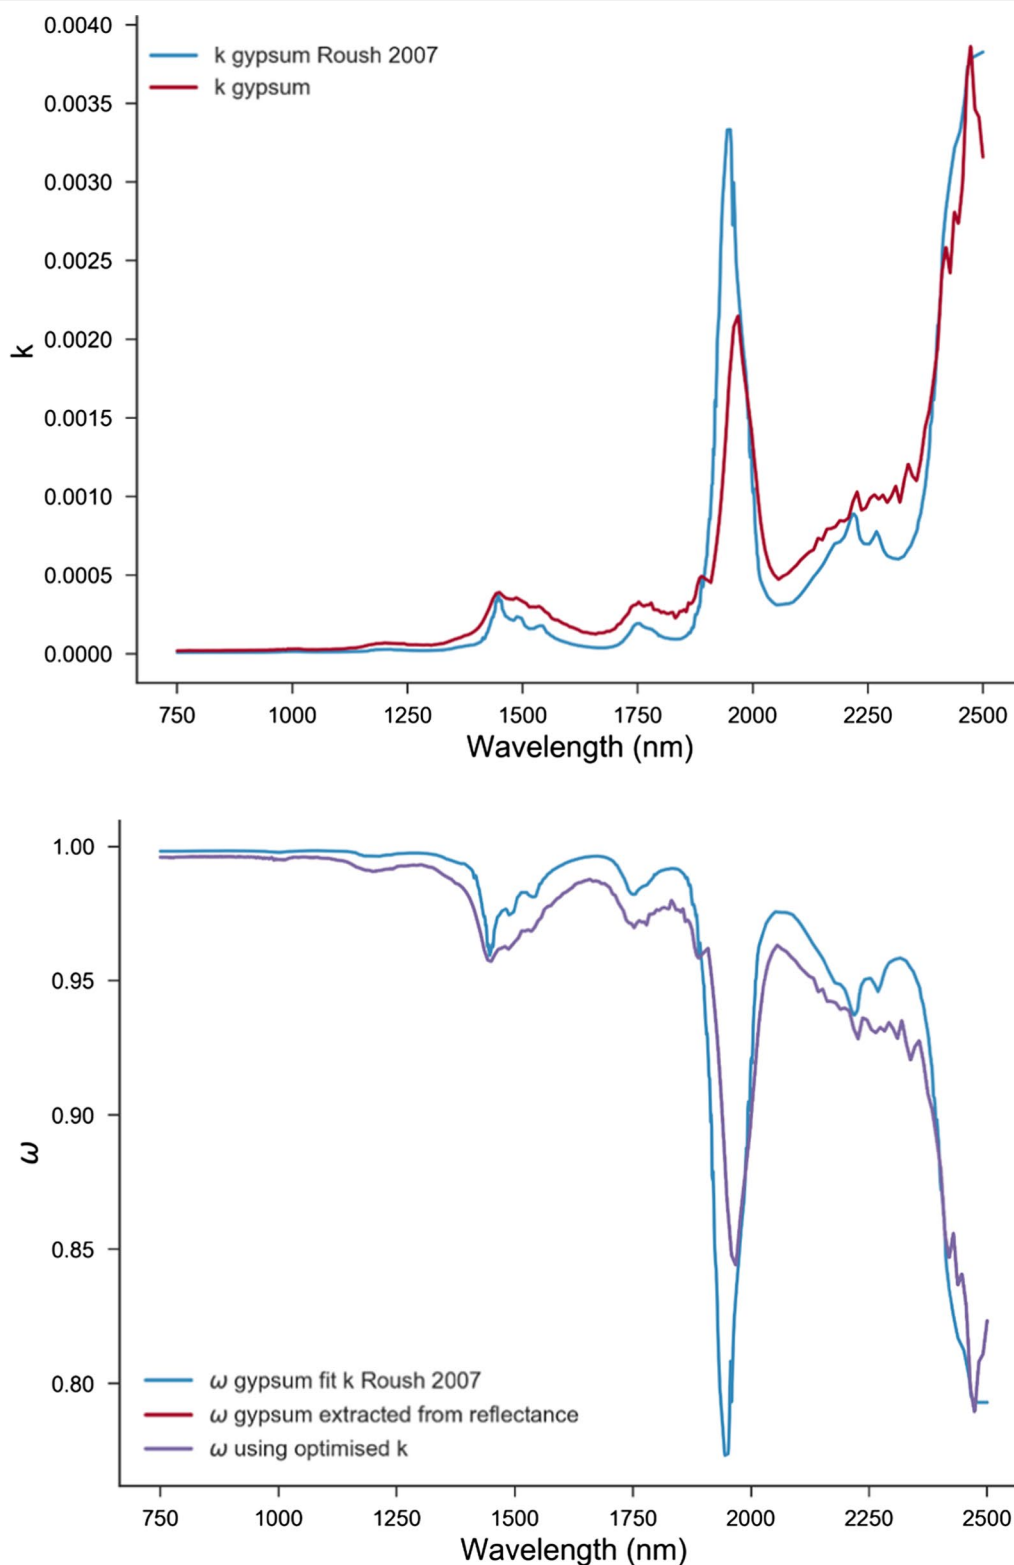 0.0040
k gypsum Roush 2007
k gypsum
0.0035
0.0030
0.0025
k
0.0020
0.0015
0.0010
0.0005
0.0000
750 1000 1250 1500 1750 2000 2250 2500
Wavelength (nm)
1.00
0.95
0.90
ω
0.85
0.80
ω gypsum fit k Roush 2007
ω gypsum extracted from reflectance
ω using optimised k
750 1000 1250 1500 1750 2000 2250 2500
Wavelength (nm)